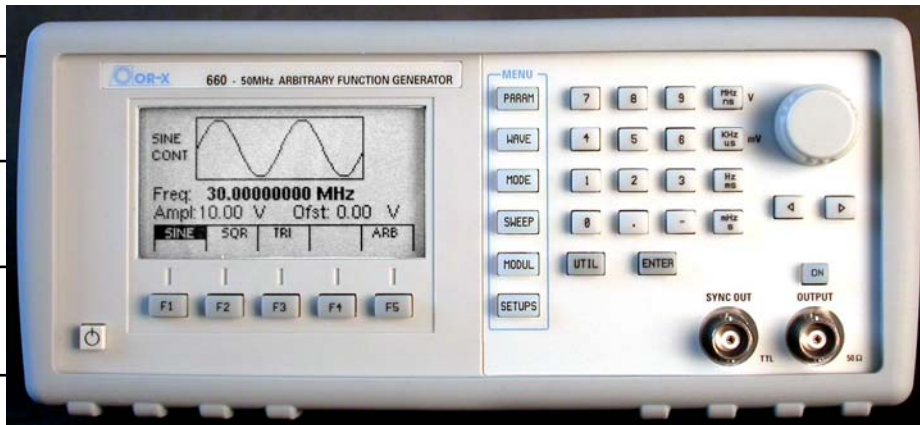 OR-X 660 - 50MHz ARBITRARY FUNCTION GENERATOR
SINE
CONT
Freq: 30.00000000 MHz
Ampl: 10.00 V Ofst: 0.00 V
SINE SQR TRI ARB
F1 F2 F3 F4 F5
MENU
PARAM
WAVE
MODE
SWEEP
MODUL
SETUPS
7 8 9 MHz ns V
4 5 6 KHz us mV
1 2 3 Hz ms
0 . - mHz s
UTIL ENTER
ON
SYNC OUT OUTPUT
TTL 50Ω